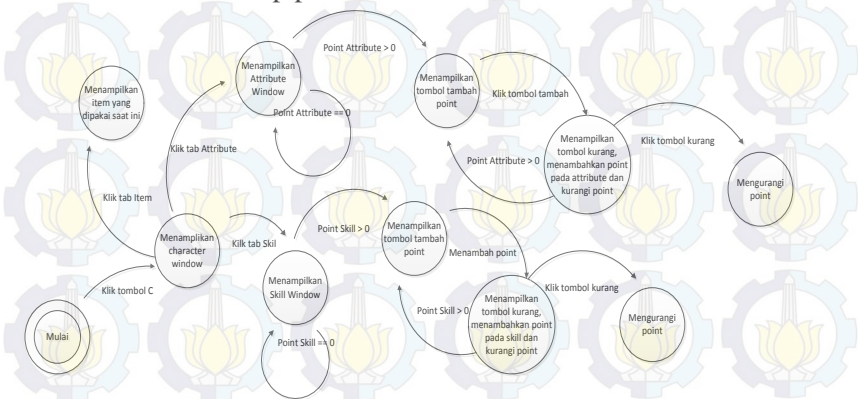 Point Attribute > 0
Menampilkan
Attribute
Window
Menampilkan
tombol tambah
point
Menampilkan
item yang
dipakai saat ini
Klik tombol tambah
Point Attribute == 0
Klik tab Attribute
Menampilkan
tombol kurang,
menambahkan point
pada attribute dan
kurangi point
Klik tombol kurang
Point Attribute > 0
Mengurangi
point
Klik tab Item
Menamplikan
character
window
Kilk tab Skil
Point Skill > 0
Menampilkan
tombol tambah
point
Menambah point
Klik tombol C
Menampilkan
Skill Window
Klik tombol kurang
Point Skill > 0
Menampilkan
tombol kurang,
menambahkan point
pada skill dan
kurangi point
Mengurangi
point
Mulai
Point Skill == 0